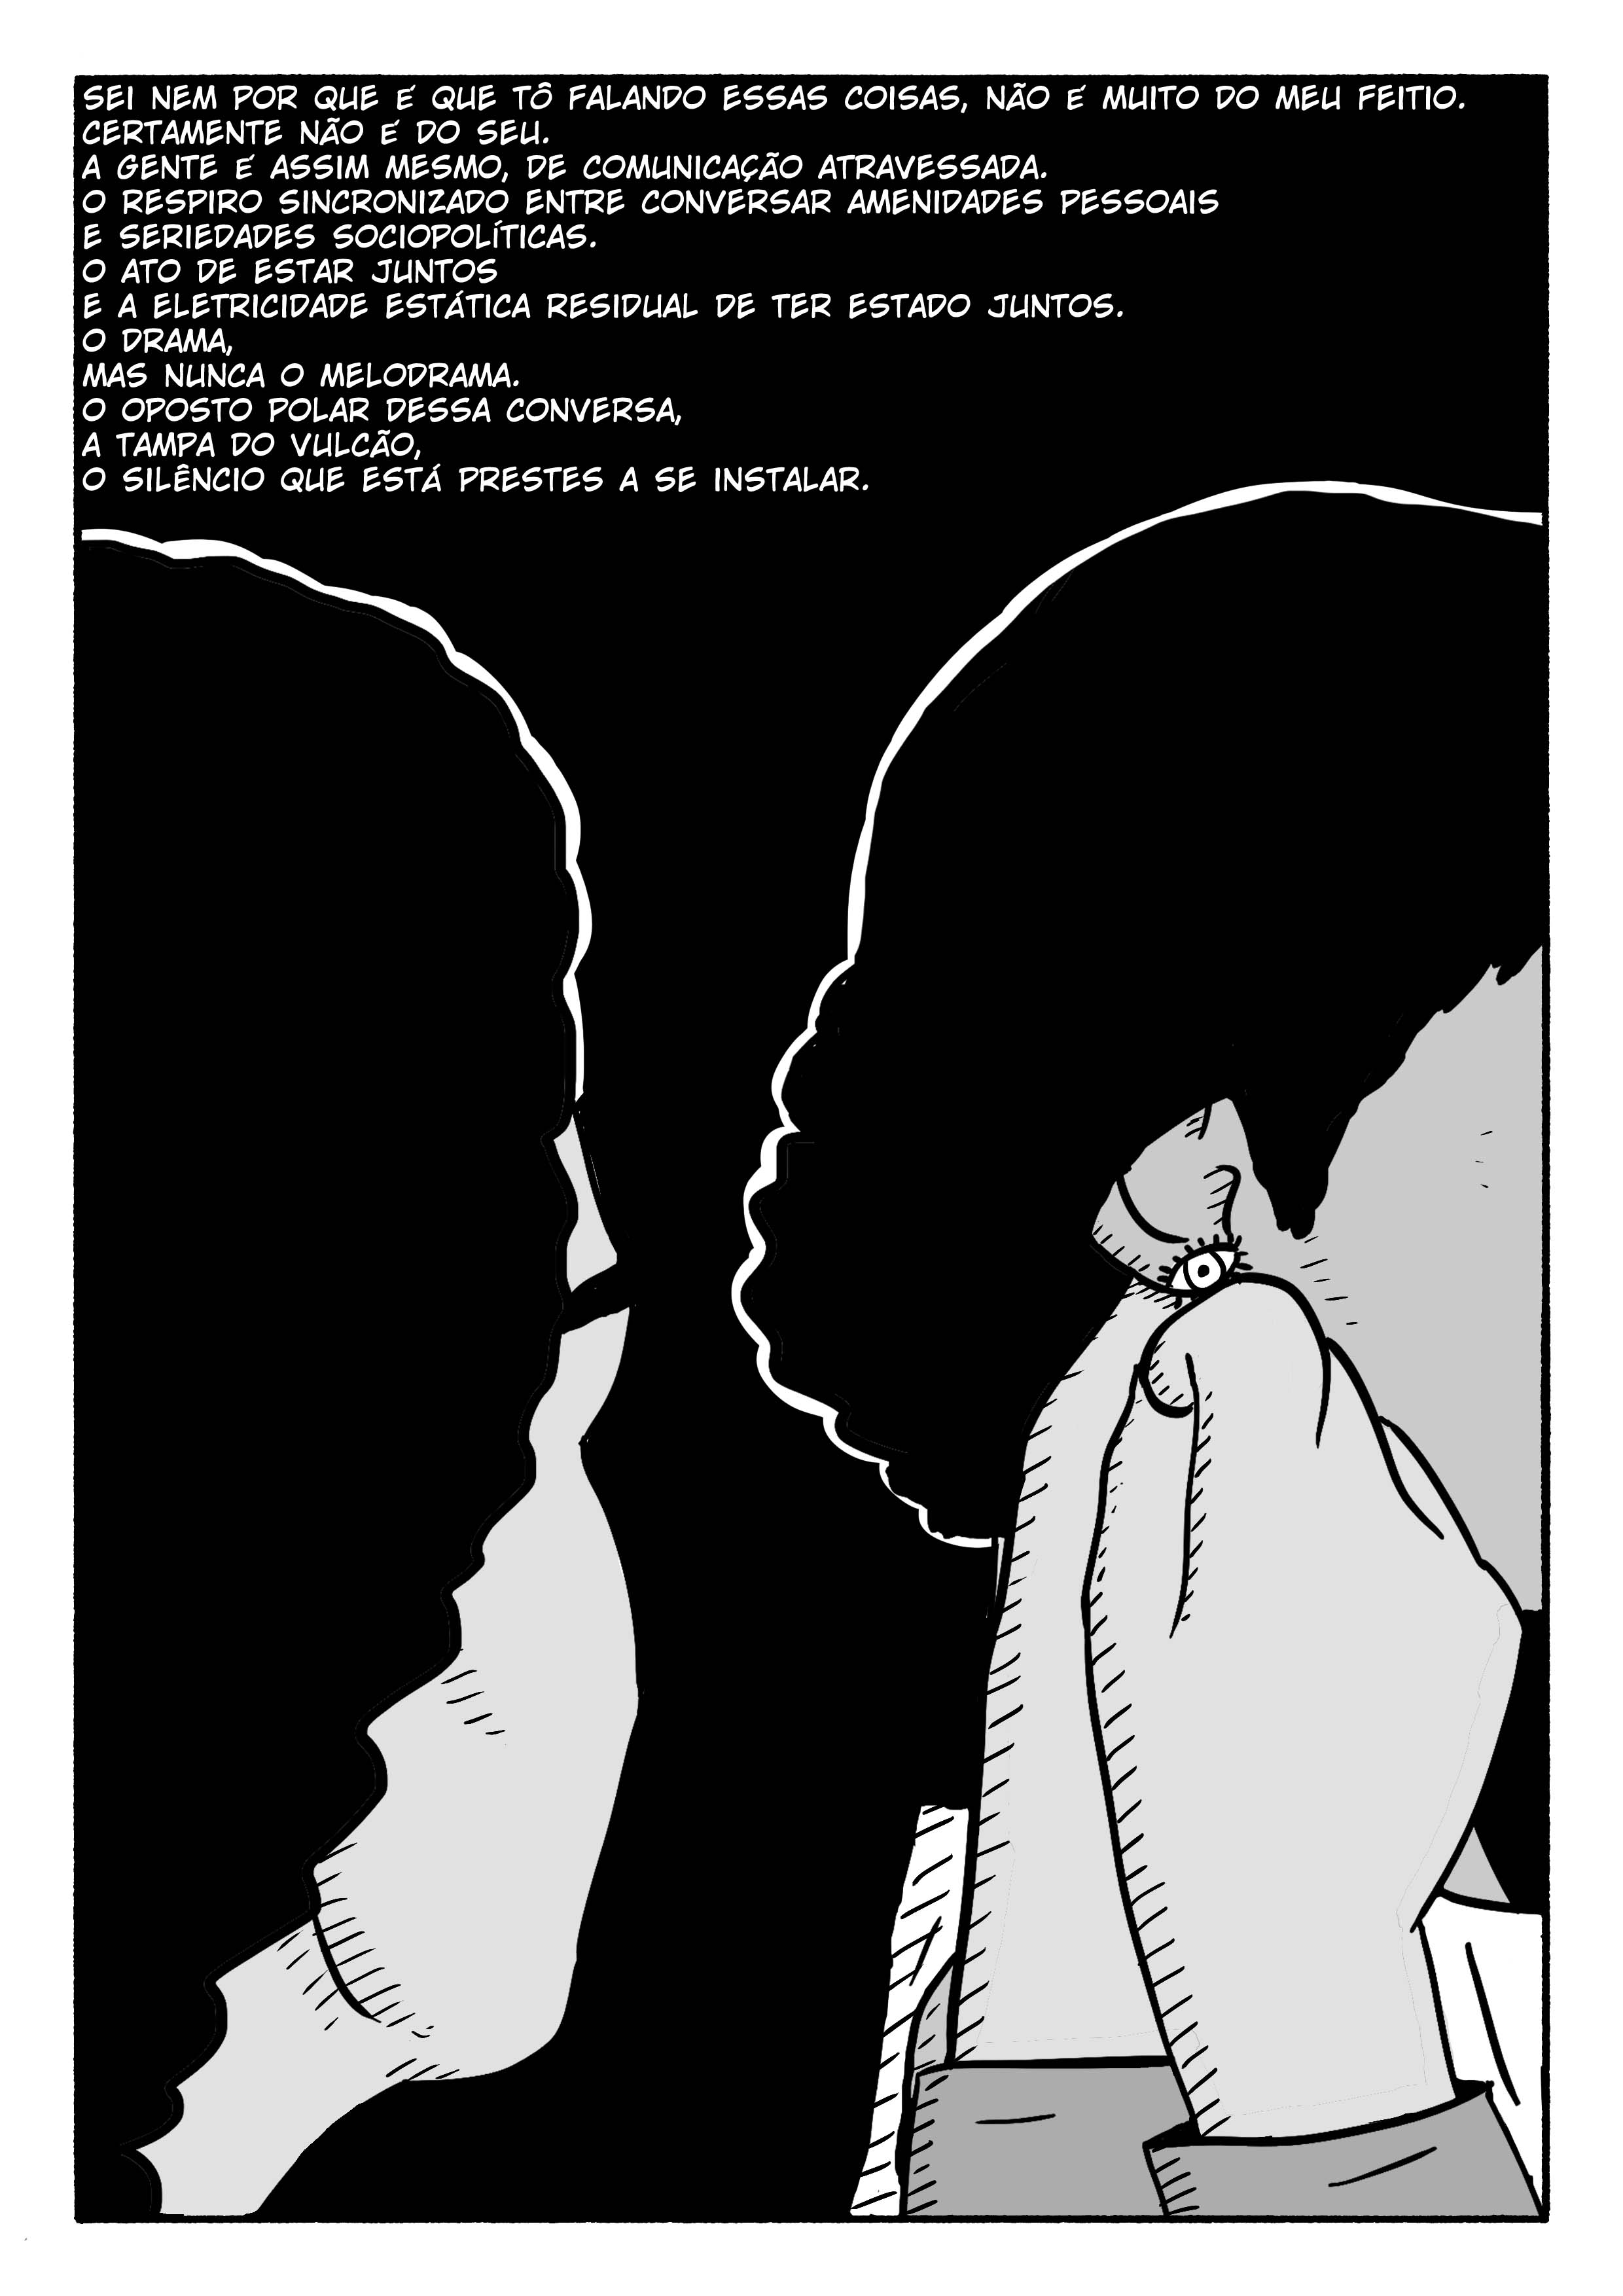 SEI NEM POR QUE É QUE TÔ FALANDO ESSAS COISAS, NÃO É MUITO DO MEU FEITIO.
CERTAMENTE NÃO É DO SEU.
A GENTE É ASSIM MESMO, DE COMUNICAÇÃO ATRAVESSADA.
O RESPIRO SINCRONIZADO ENTRE CONVERSAR AMENIDADES PESSOAIS
E SERIEDADES SOCIOPOLÍTICAS.
O ATO DE ESTAR JUNTOS
E A ELETRICIDADE ESTÁTICA RESIDUAL DE TER ESTADO JUNTOS.
O DRAMA,
MAS NUNCA O MELODRAMA.
O OPOSTO POLAR DESSA CONVERSA,
A TAMPA DO VULCÃO,
O SILÊNCIO QUE ESTÁ PRESTES A SE INSTALAR.